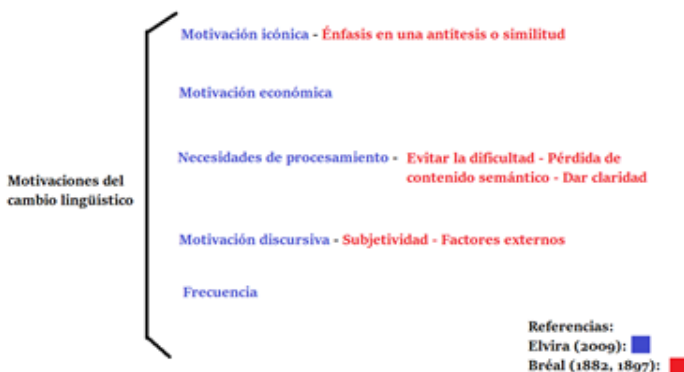 Motivación icónica - Énfasis en una antítesis o similitud
Motivación económica
Necesidades de procesamiento - Evitar la dificultad - Pérdida de
contenido semántico - Dar claridad
Motivaciones del
cambio lingüístico
Motivación discursiva - Subjetividad - Factores externos
Frecuencia
Referencias:
Elvira (2009):
Bréal (1882, 1897):